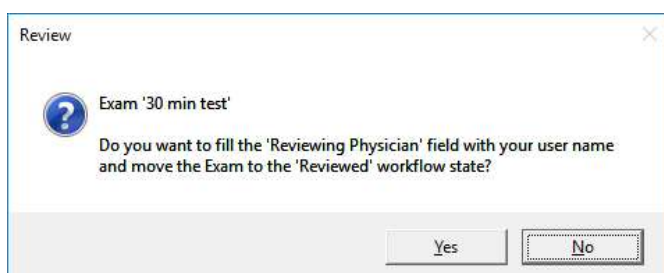 Review
Exam '30 min test'
Do you want to fill the 'Reviewing Physician' field with your user name
and move the Exam to the 'Reviewed' workflow state?
Yes No